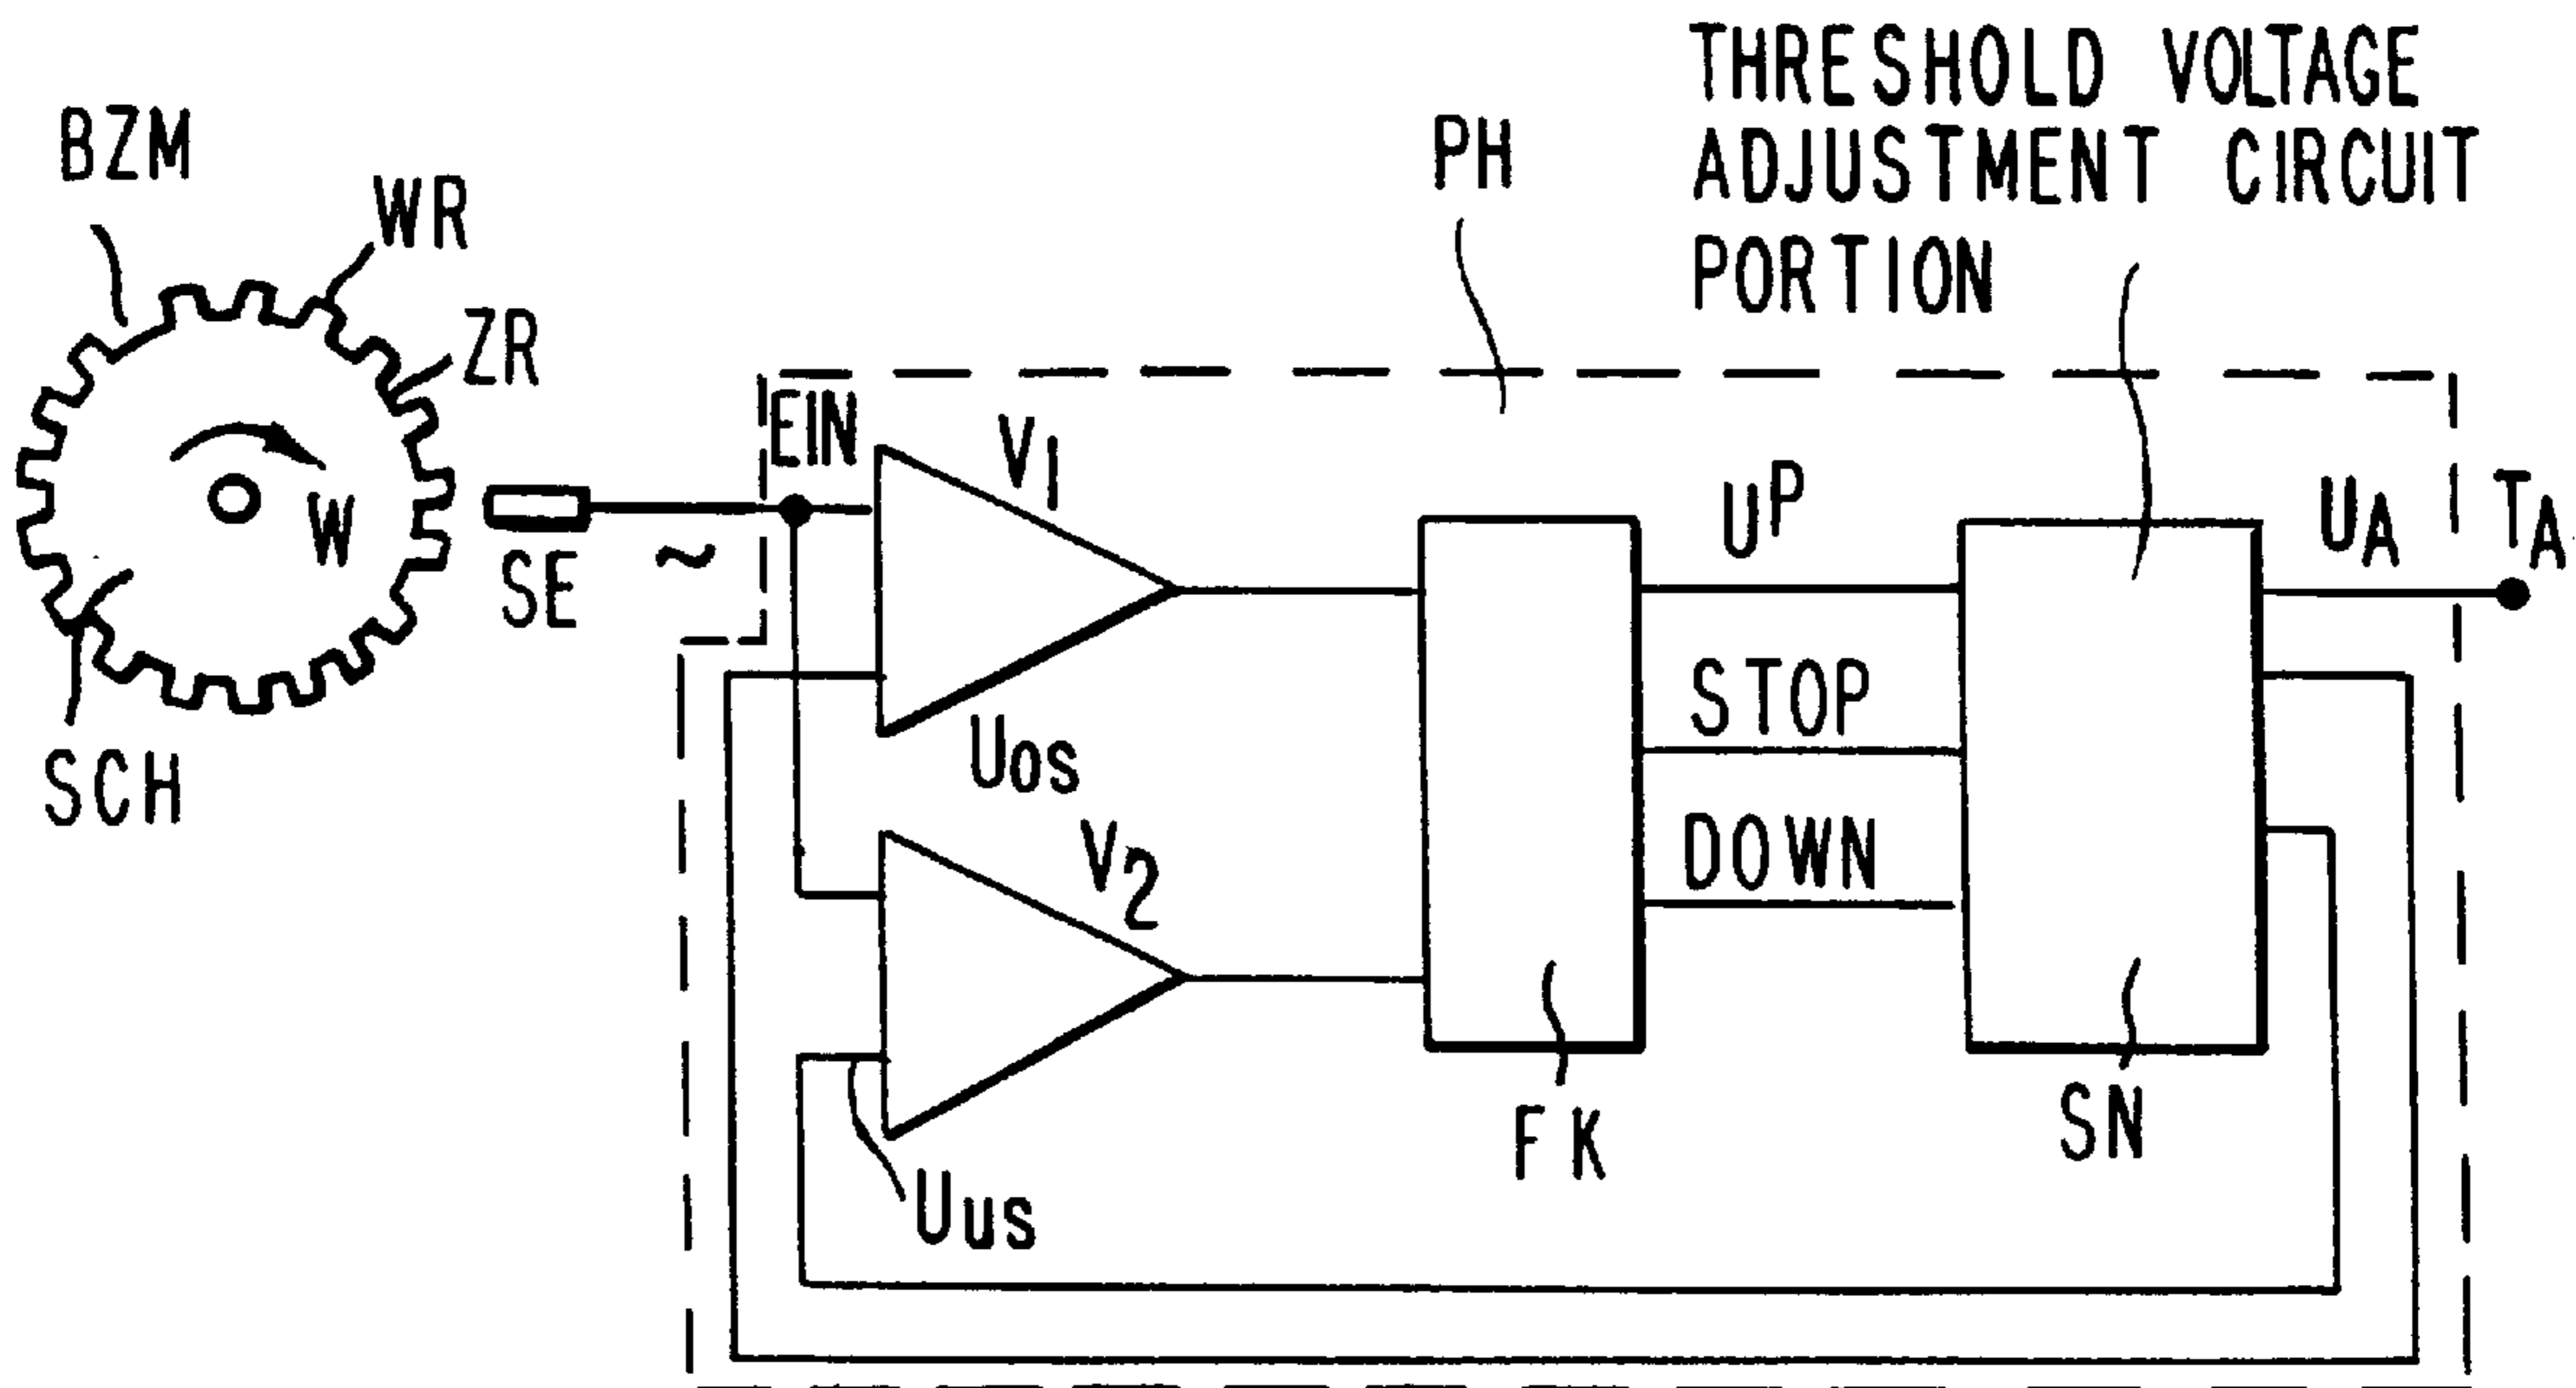 THRESHOLD VOLTAGE
ADJUSTMENT CIRCUIT
PORTION
BZM
PH
WR
ZR
EIN
V1
UP
UA
TA
W
SE
~
STOP
UOS
SCH
DOWN
V2
FK
SN
UUS